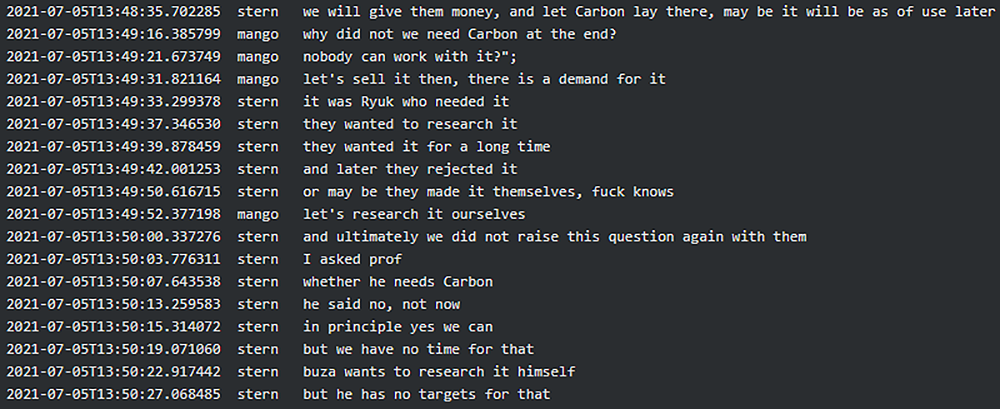 2021-07-05T13:48:35.702285 stern we will give them money, and let Carbon lay there, may be it will be as of use later
2021-07-05T13:49:16.385799 mango why did not we need Carbon at the end?
2021-07-05T13:49:21.673749 mango nobody can work with it?";
2021-07-05T13:49:31.821164 mango let's sell it then, there is a demand for it
2021-07-05T13:49:33.299378 stern it was Ryuk who needed it
2021-07-05T13:49:37.346530 stern they wanted to research it
2021-07-05T13:49:39.878459 stern they wanted it for a long time
2021-07-05T13:49:42.001253 stern and later they rejected it
2021-07-05T13:49:50.616715 stern or may be they made it themselves, fuck knows
2021-07-05T13:49:52.377198 mango let's research it ourselves
2021-07-05T13:50:00.337276 stern and ultimately we did not raise this question again with them
2021-07-05T13:50:03.776311 stern I asked prof
2021-07-05T13:50:07.643538 stern whether he needs Carbon
2021-07-05T13:50:13.259583 stern he said no, not now
2021-07-05T13:50:15.314072 stern in principle yes we can
2021-07-05T13:50:19.071060 stern but we have no time for that
2021-07-05T13:50:22.917442 stern buza wants to research it himself
2021-07-05T13:50:27.068485 stern but he has no targets for that